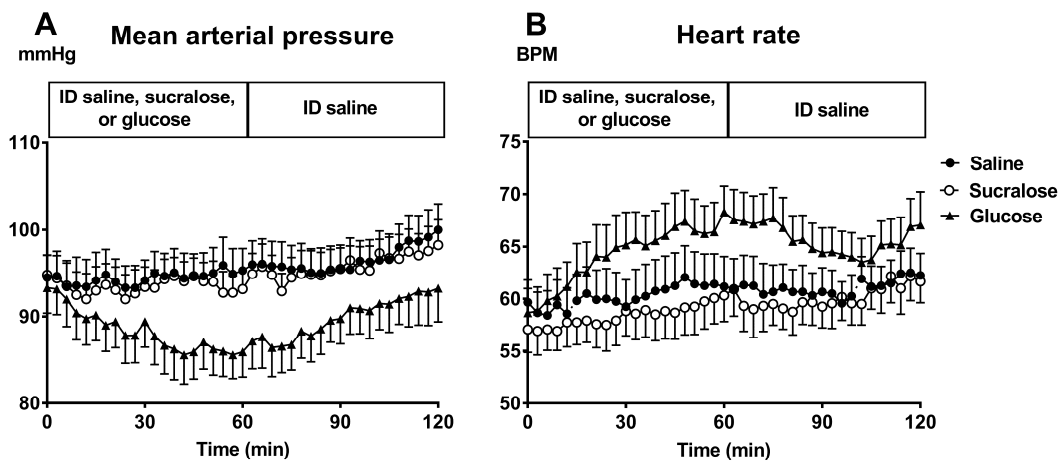 A
Mean arterial pressure
mmHg
ID saline, sucralose,
or glucose
ID saline
110
100
90
80
0
30
60
90
120
Time (min)
B
Heart rate
BPM
ID saline, sucralose,
or glucose
ID saline
75
70
65
60
55
50
0
30
60
90
120
Time (min)
Saline
Sucralose
Glucose